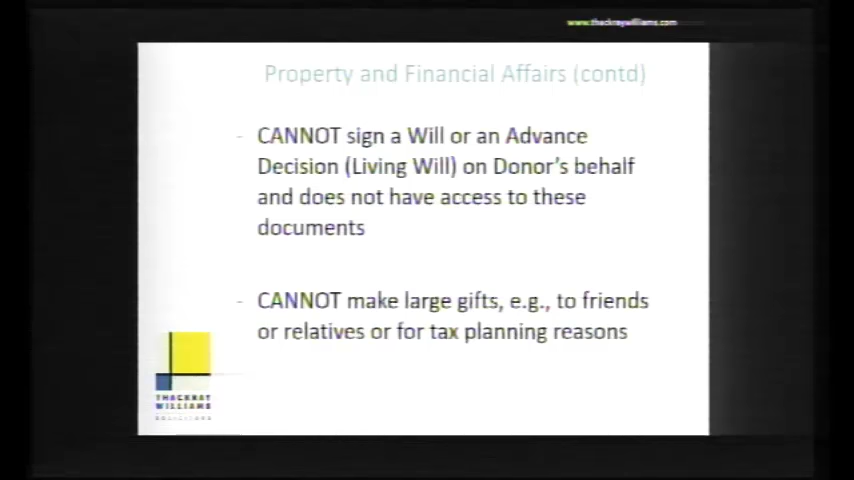 www.thackraywilliams.com
Property and Financial Affairs (contd)
- CANNOT sign a Will or an Advance
Decision (Living Will) on Donor's behalf
and does not have access to these
documents
- CANNOT make large gifts, e.g., to friends
or relatives or for tax planning reasons
THACKRAY
WILLIAMS
SOLICITORS